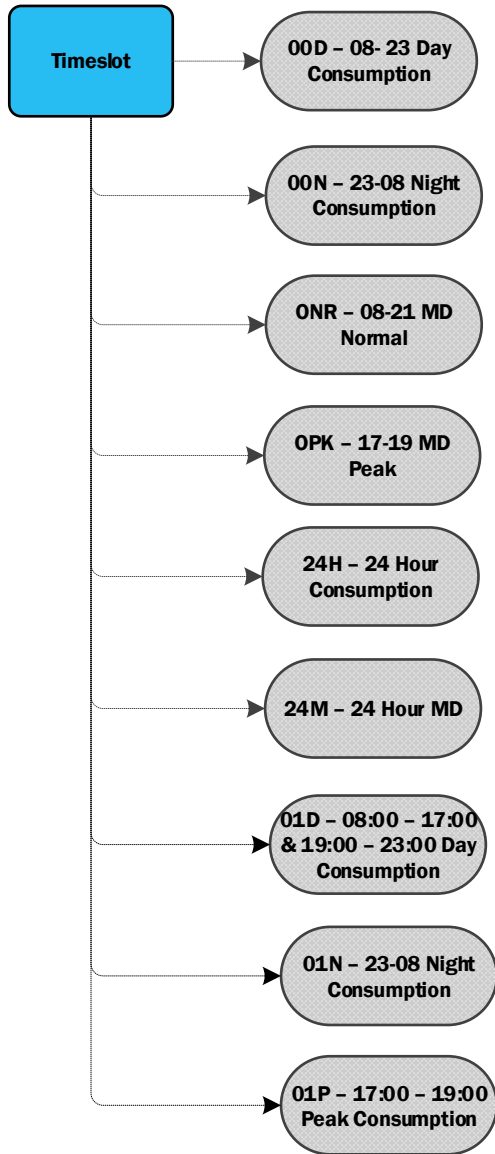 Timeslot
00D – 08- 23 Day
Consumption
00N – 23-08 Night
Consumption
0NR – 08-21 MD
Normal
0PK – 17-19 MD
Peak
24H – 24 Hour
Consumption
24M – 24 Hour MD
01D – 08:00 – 17:00
& 19:00 – 23:00 Day
Consumption
01N – 23-08 Night
Consumption
01P – 17:00 – 19:00
Peak Consumption